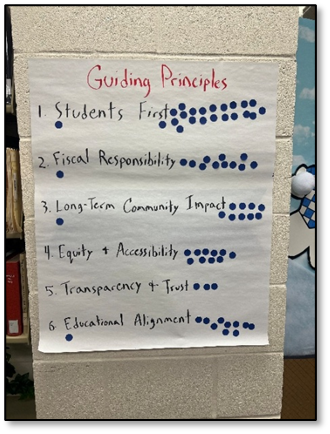 Guiding Principles
1. Students First
2. Fiscal Responsibility
3. Long-Term Community Impact
4. Equity & Accessibility
5. Transparency & Trust
6. Educational Alignment